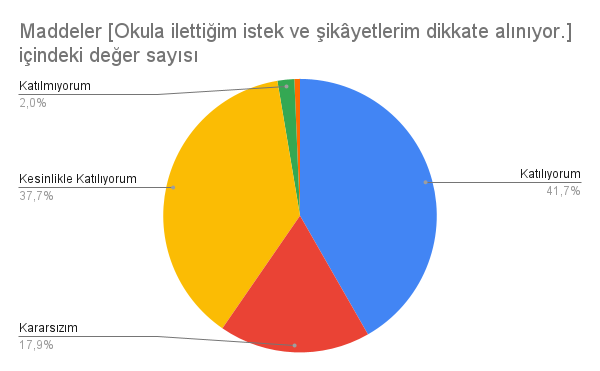 Maddeler [Okula ilettiğim istek ve şikâyetlerim dikkate alınıyor.]
içindeki değer sayısı
Katılmıyorum
2,0%
Kesinlikle Katılıyorum
37,7%
Katılıyorum
41,7%
Kararsızım
17,9%